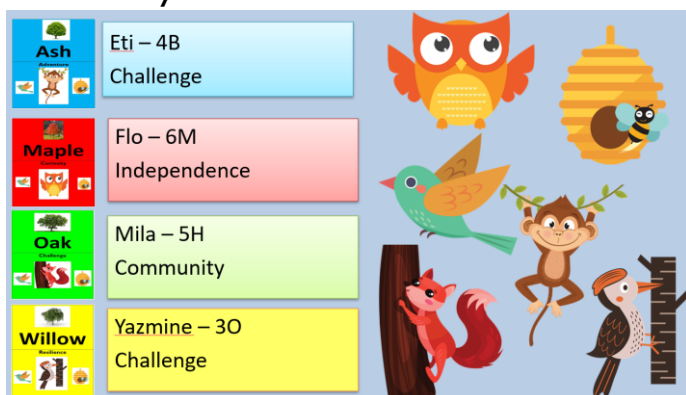 Ash
Adventure
Eti – 4B
Challenge
Maple
Curiosity
Flo – 6M
Independence
Oak
Challenge
Mila – 5H
Community
Willow
Resilience
Yazmine – 3O
Challenge